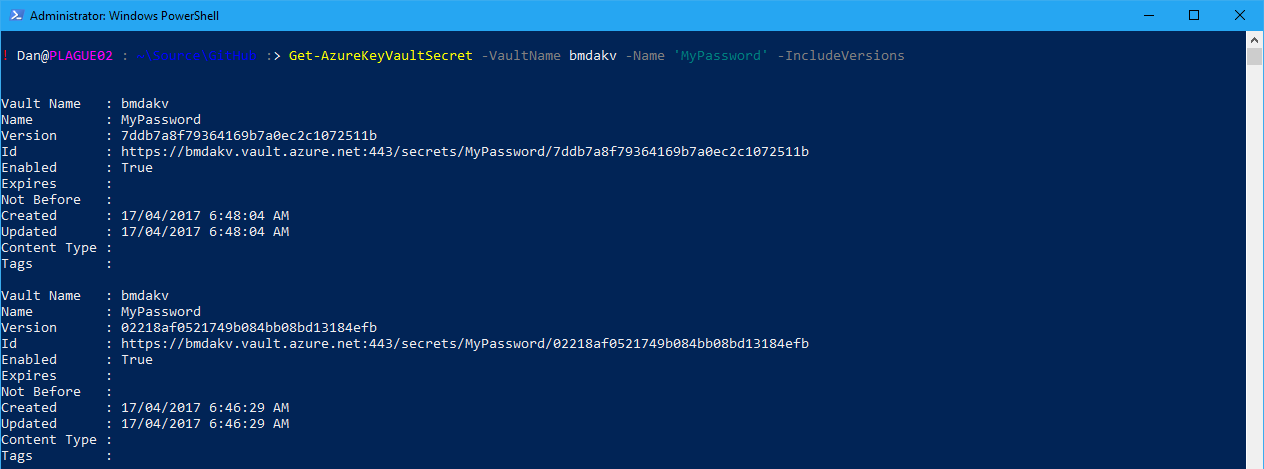 Administrator: Windows PowerShell
! Dan@PLAGUE02 : ~\Source\GitHub :> Get-AzureKeyVaultSecret -VaultName bmdakv -Name 'MyPassword' -IncludeVersions
Vault Name : bmdakv
Name : MyPassword
Version : 7ddb7a8f79364169b7a0ec2c1072511b
Id : https://bmdakv.vault.azure.net:443/secrets/MyPassword/7ddb7a8f79364169b7a0ec2c1072511b
Enabled : True
Expires :
Not Before :
Created : 17/04/2017 6:48:04 AM
Updated : 17/04/2017 6:48:04 AM
Content Type :
Tags :
Vault Name : bmdakv
Name : MyPassword
Version : 02218af0521749b084bb08bd13184efb
Id : https://bmdakv.vault.azure.net:443/secrets/MyPassword/02218af0521749b084bb08bd13184efb
Enabled : True
Expires :
Not Before :
Created : 17/04/2017 6:46:29 AM
Updated : 17/04/2017 6:46:29 AM
Content Type :
Tags :